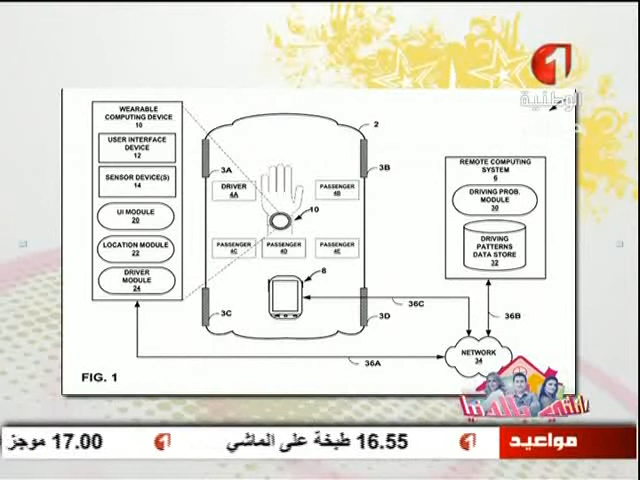 1
الوطنية
WEARABLE
COMPUTING DEVICE
10
USER INTERFACE
DEVICE
12
SENSOR DEVICE(S)
14
UI MODULE
20
LOCATION MODULE
22
DRIVER
MODULE
24
2
3A
3B
DRIVER
4A
PASSENGER
4B
10
PASSENGER
4C
PASSENGER
4D
PASSENGER
4E
8
3C
3D
REMOTE COMPUTING
SYSTEM
6
DRIVING PROB.
MODULE
30
DRIVING
PATTERNS
DATA STORE
32
36C
36B
36A
NETWORK
34
FIG. 1
مواعيد
16.55 طبخة على الماشي
17.00 موجز